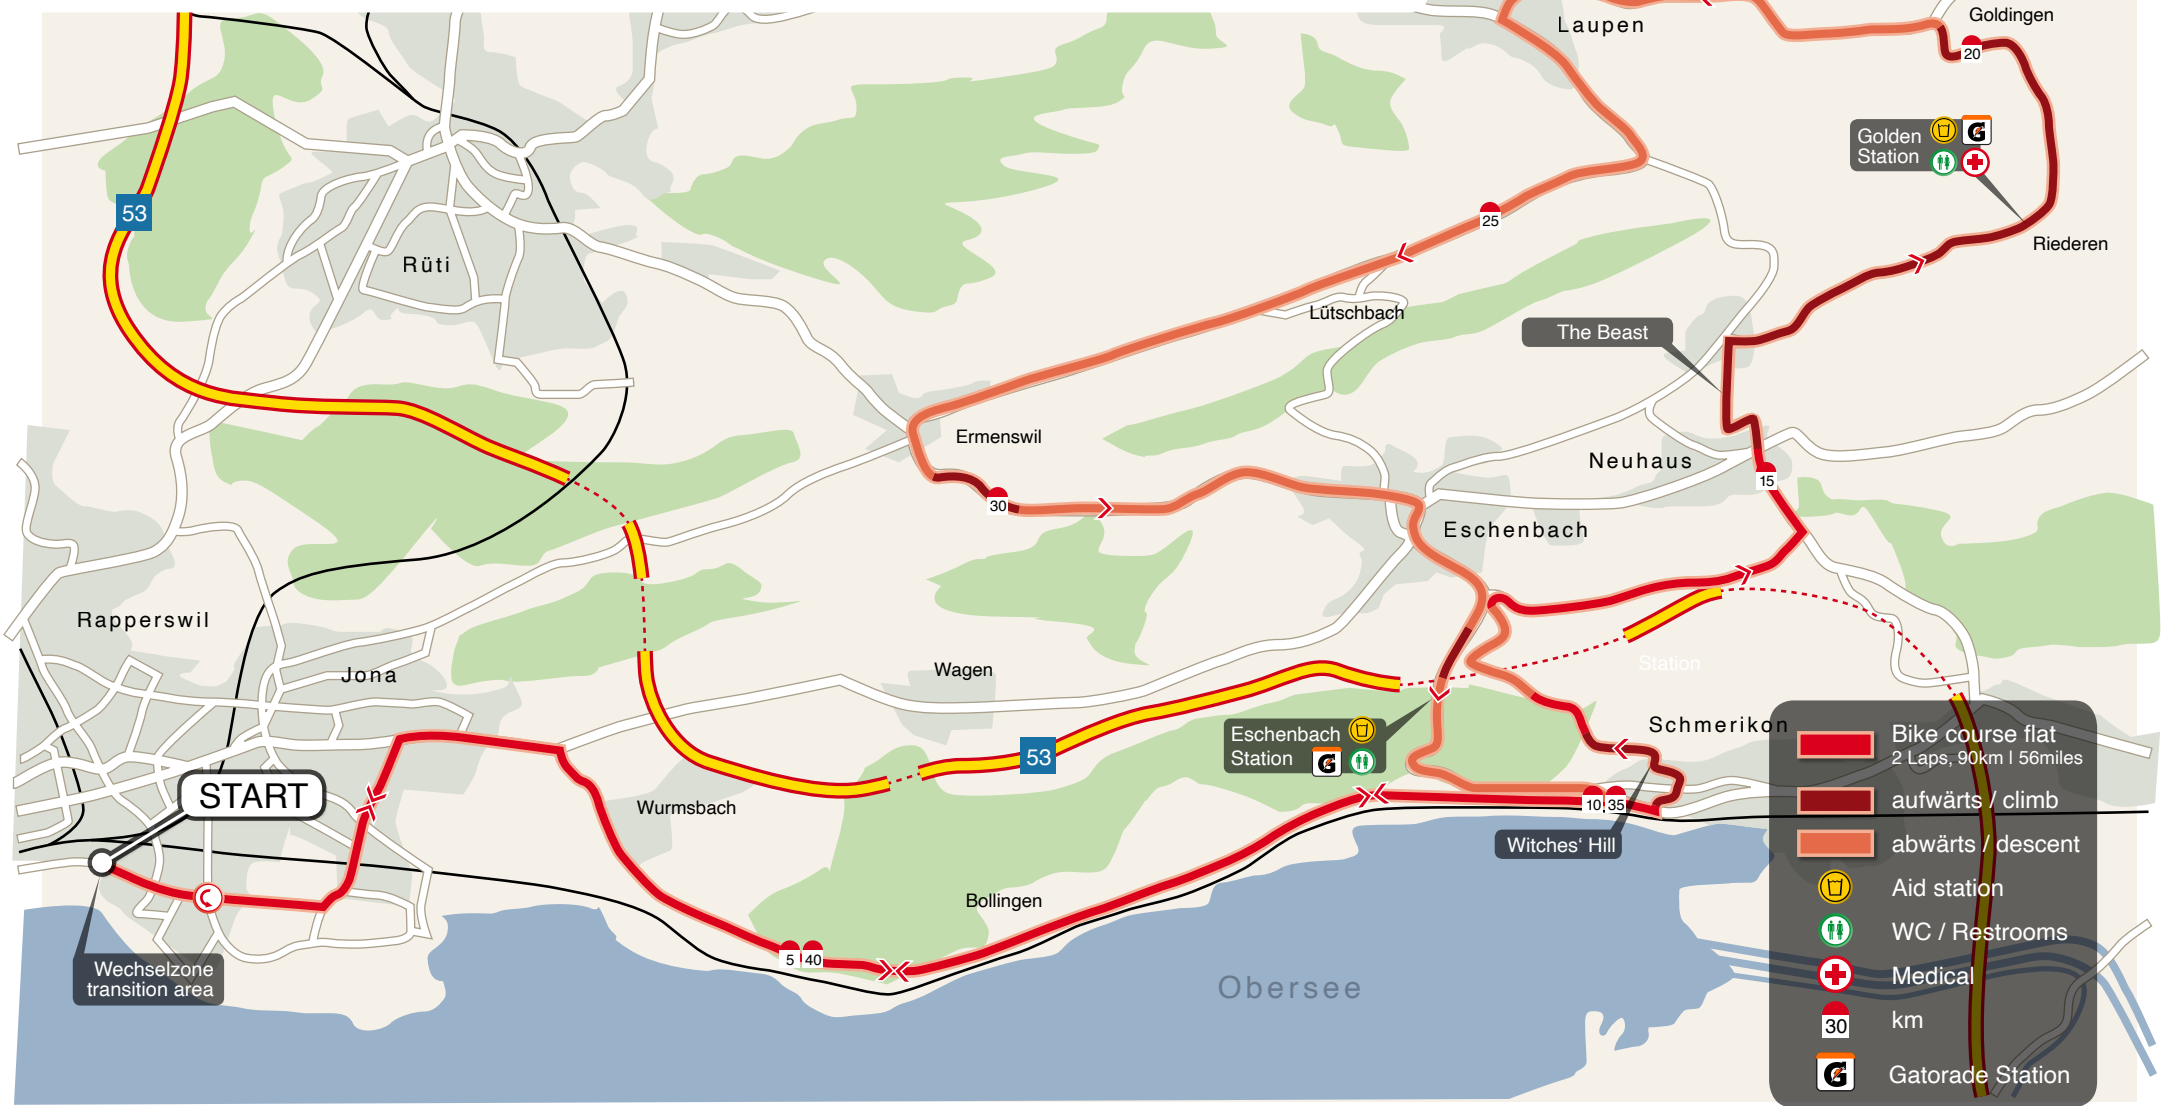 Goldingen
Laupen
20
Golden
Station
G
53
25
Riederen
Rüti
Lütschbach
The Beast
Ermenswil
Neuhaus
15
30
Eschenbach
Rapperswil
Jona
Wagen
Station
Schmerikon
Eschenbach
Station
G
53
START
Wurmsbach
10
35
Witches‘ Hill
Bollingen
5
40
Wechselzone
transition area
Obersee
Bike course flat
2 Laps, 90km | 56miles
aufwärts / climb
abwärts / descent
Aid station
WC / Restrooms
Medical
30
km
G
Gatorade Station